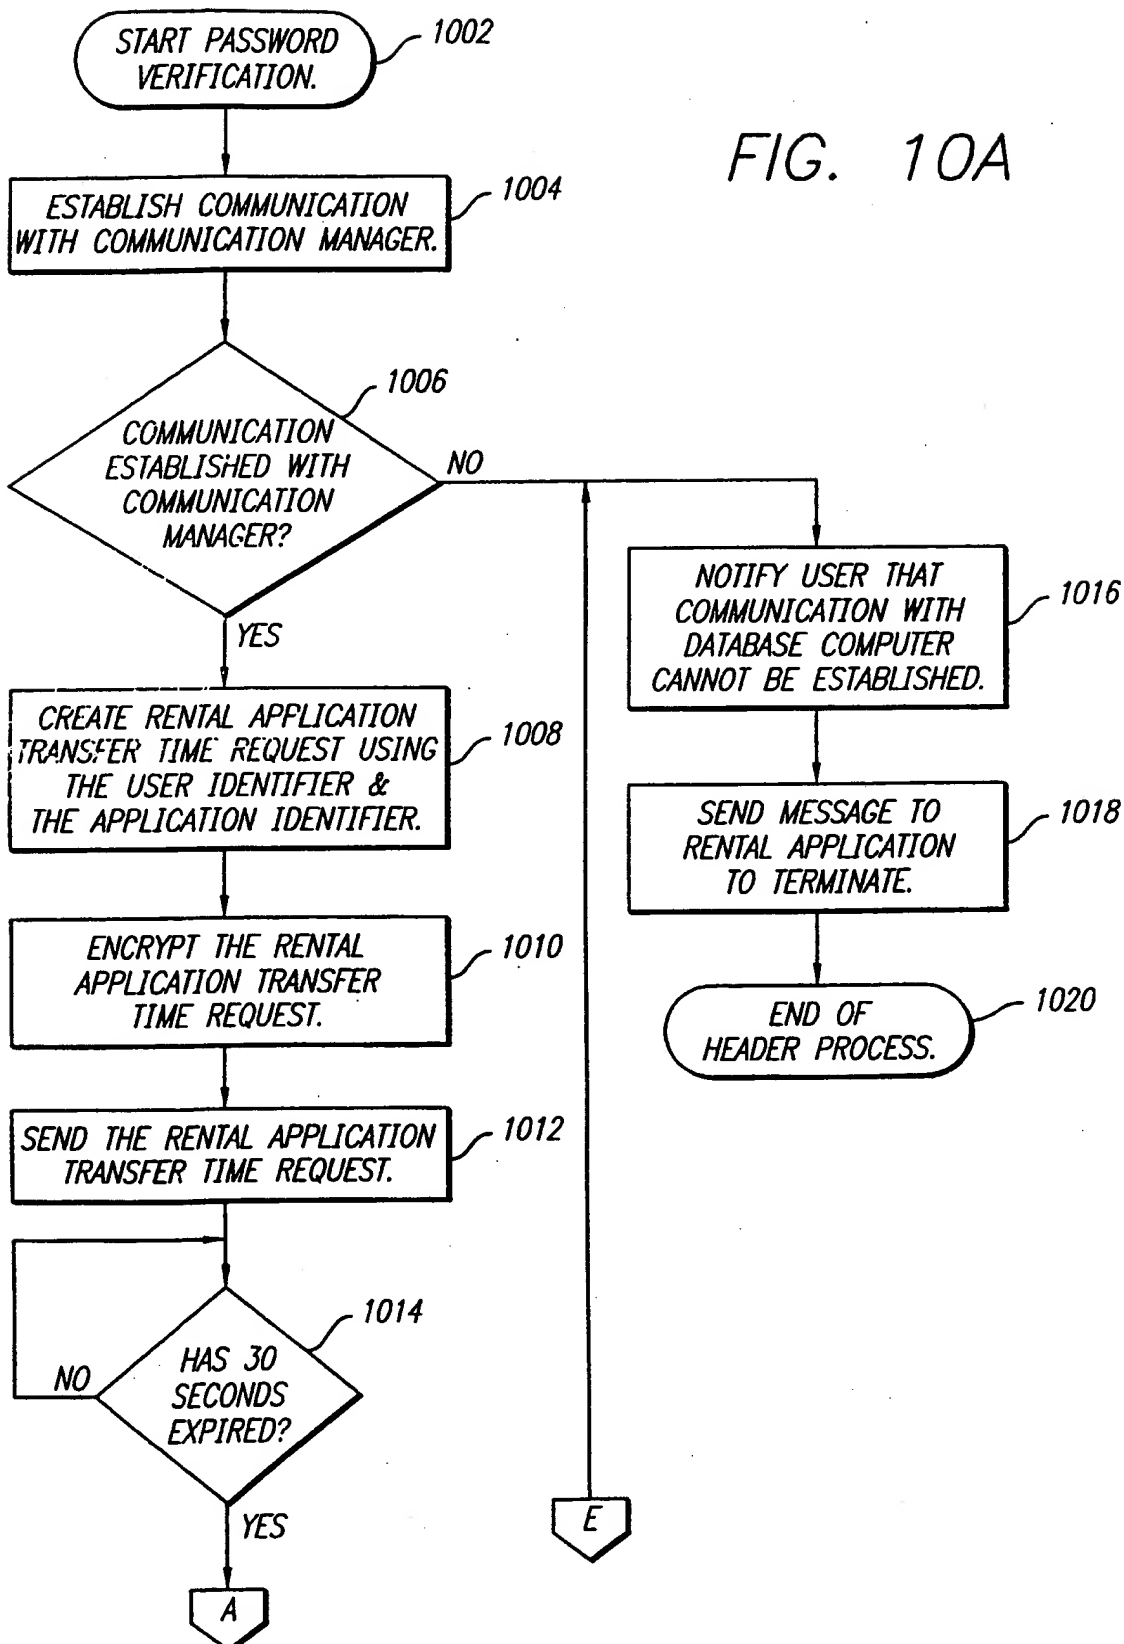 START PASSWORD
VERIFICATION.
1002
FIG. 10A
ESTABLISH COMMUNICATION
WITH COMMUNICATION MANAGER.
1004
COMMUNICATION
ESTABLISHED WITH
COMMUNICATION
MANAGER?
1006
NO
YES
CREATE RENTAL APPLICATION
TRANSFER TIME REQUEST USING
THE USER IDENTIFIER &
THE APPLICATION IDENTIFIER.
1008
ENCRYPT THE RENTAL
APPLICATION TRANSFER
TIME REQUEST.
1010
SEND THE RENTAL APPLICATION
TRANSFER TIME REQUEST.
1012
HAS 30
SECONDS
EXPIRED?
1014
NO
YES
A
NOTIFY USER THAT
COMMUNICATION WITH
DATABASE COMPUTER
CANNOT BE ESTABLISHED.
1016
SEND MESSAGE TO
RENTAL APPLICATION
TO TERMINATE.
1018
END OF
HEADER PROCESS.
1020
E